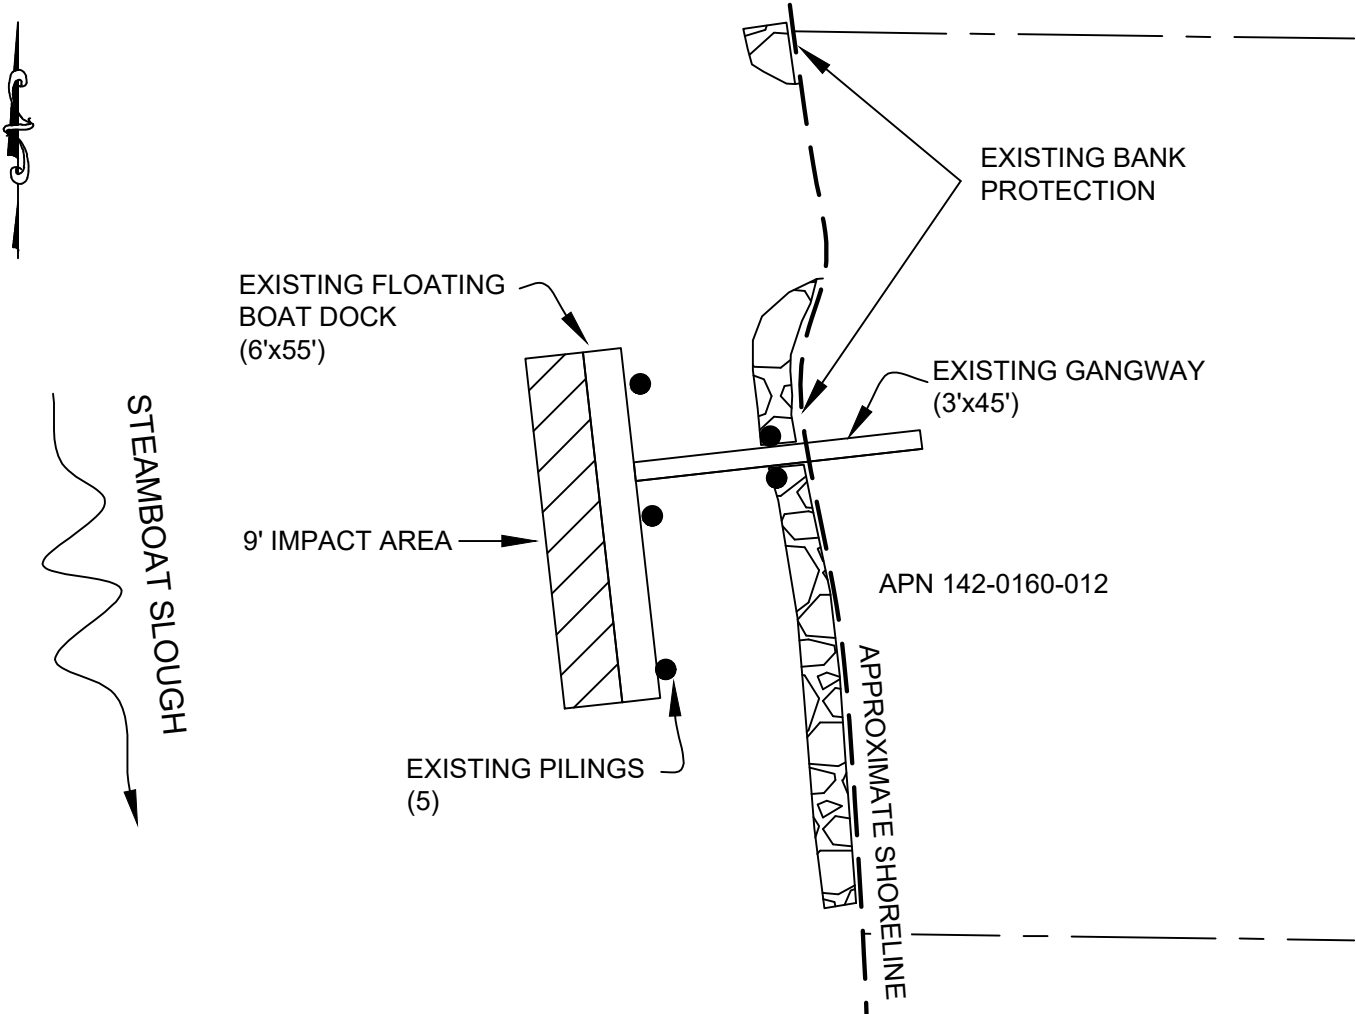 EXISTING BANK
PROTECTION
EXISTING FLOATING
BOAT DOCK
(6'x55')
EXISTING GANGWAY
(3'x45')
STEAMBOAT SLOUGH
9' IMPACT AREA
APN 142-0160-012
APPROXIMATE SHORELINE
EXISTING PILINGS
(5)